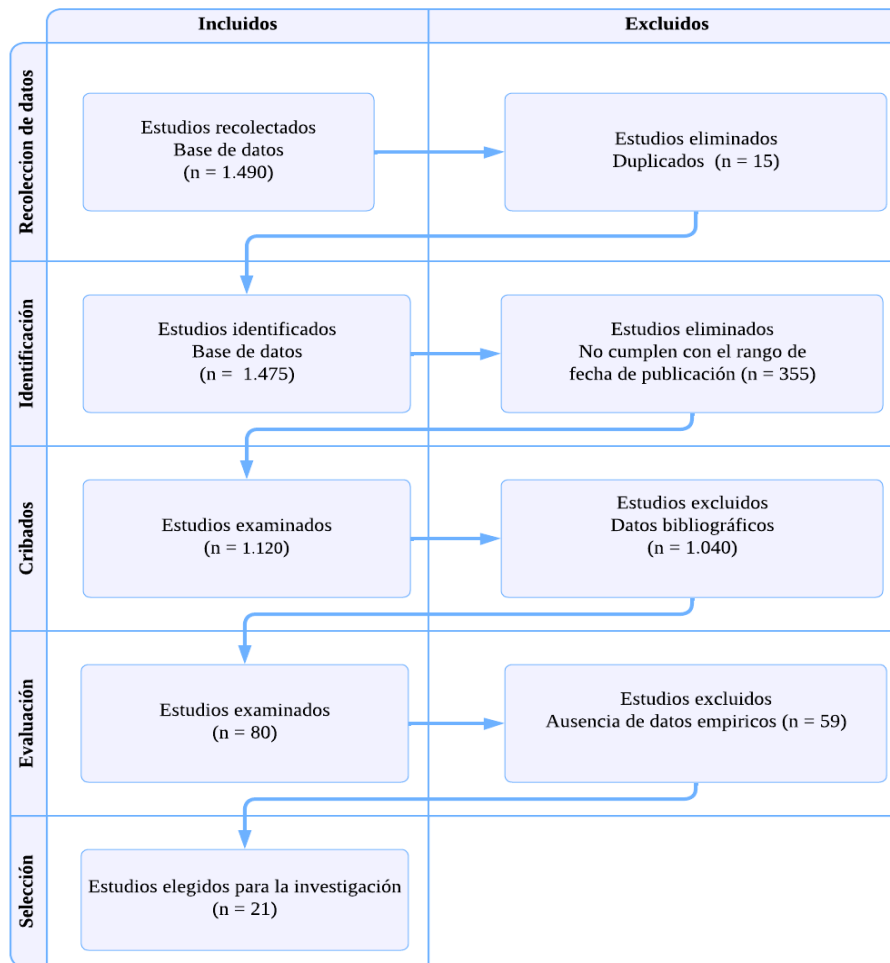 Incluidos
Excluidos
Recoleccion de datos
Estudios recolectados
Base de datos
(n = 1.490)
Estudios eliminados
Duplicados (n = 15)
Identificación
Estudios identificados
Base de datos
(n = 1.475)
Estudios eliminados
No cumplen con el rango de
fecha de publicación (n = 355)
Cribados
Estudios examinados
(n = 1.120)
Estudios excluidos
Datos bibliográficos
(n = 1.040)
Evaluación
Estudios examinados
(n = 80)
Estudios excluidos
Ausencia de datos empiricos (n = 59)
Selección
Estudios elegidos para la investigación
(n = 21)